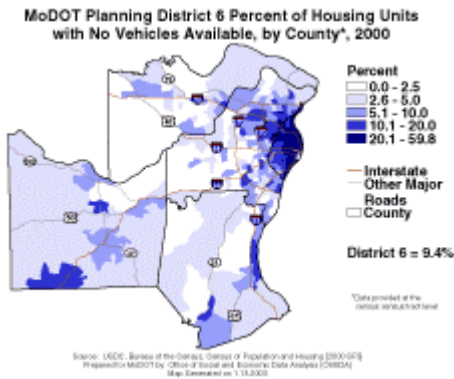 MoDOT Planning District 6 Percent of Housing Units
with No Vehicles Available, by County*, 2000
Percent
0.0 - 2.5
2.6 - 5.0
5.1 - 10.0
10.1 - 20.0
20.1 - 59.8
Interstate
Other Major
Roads
County
District 6 = 9.4%
*Data provided at the
census tract level
Source: USDC, Bureau of the Census, Census of Population and Housing [2000 SF3]
Prepared for MoDOT by: Office of Social and Economic Data Analysis (OSEDA)
Map Generated on